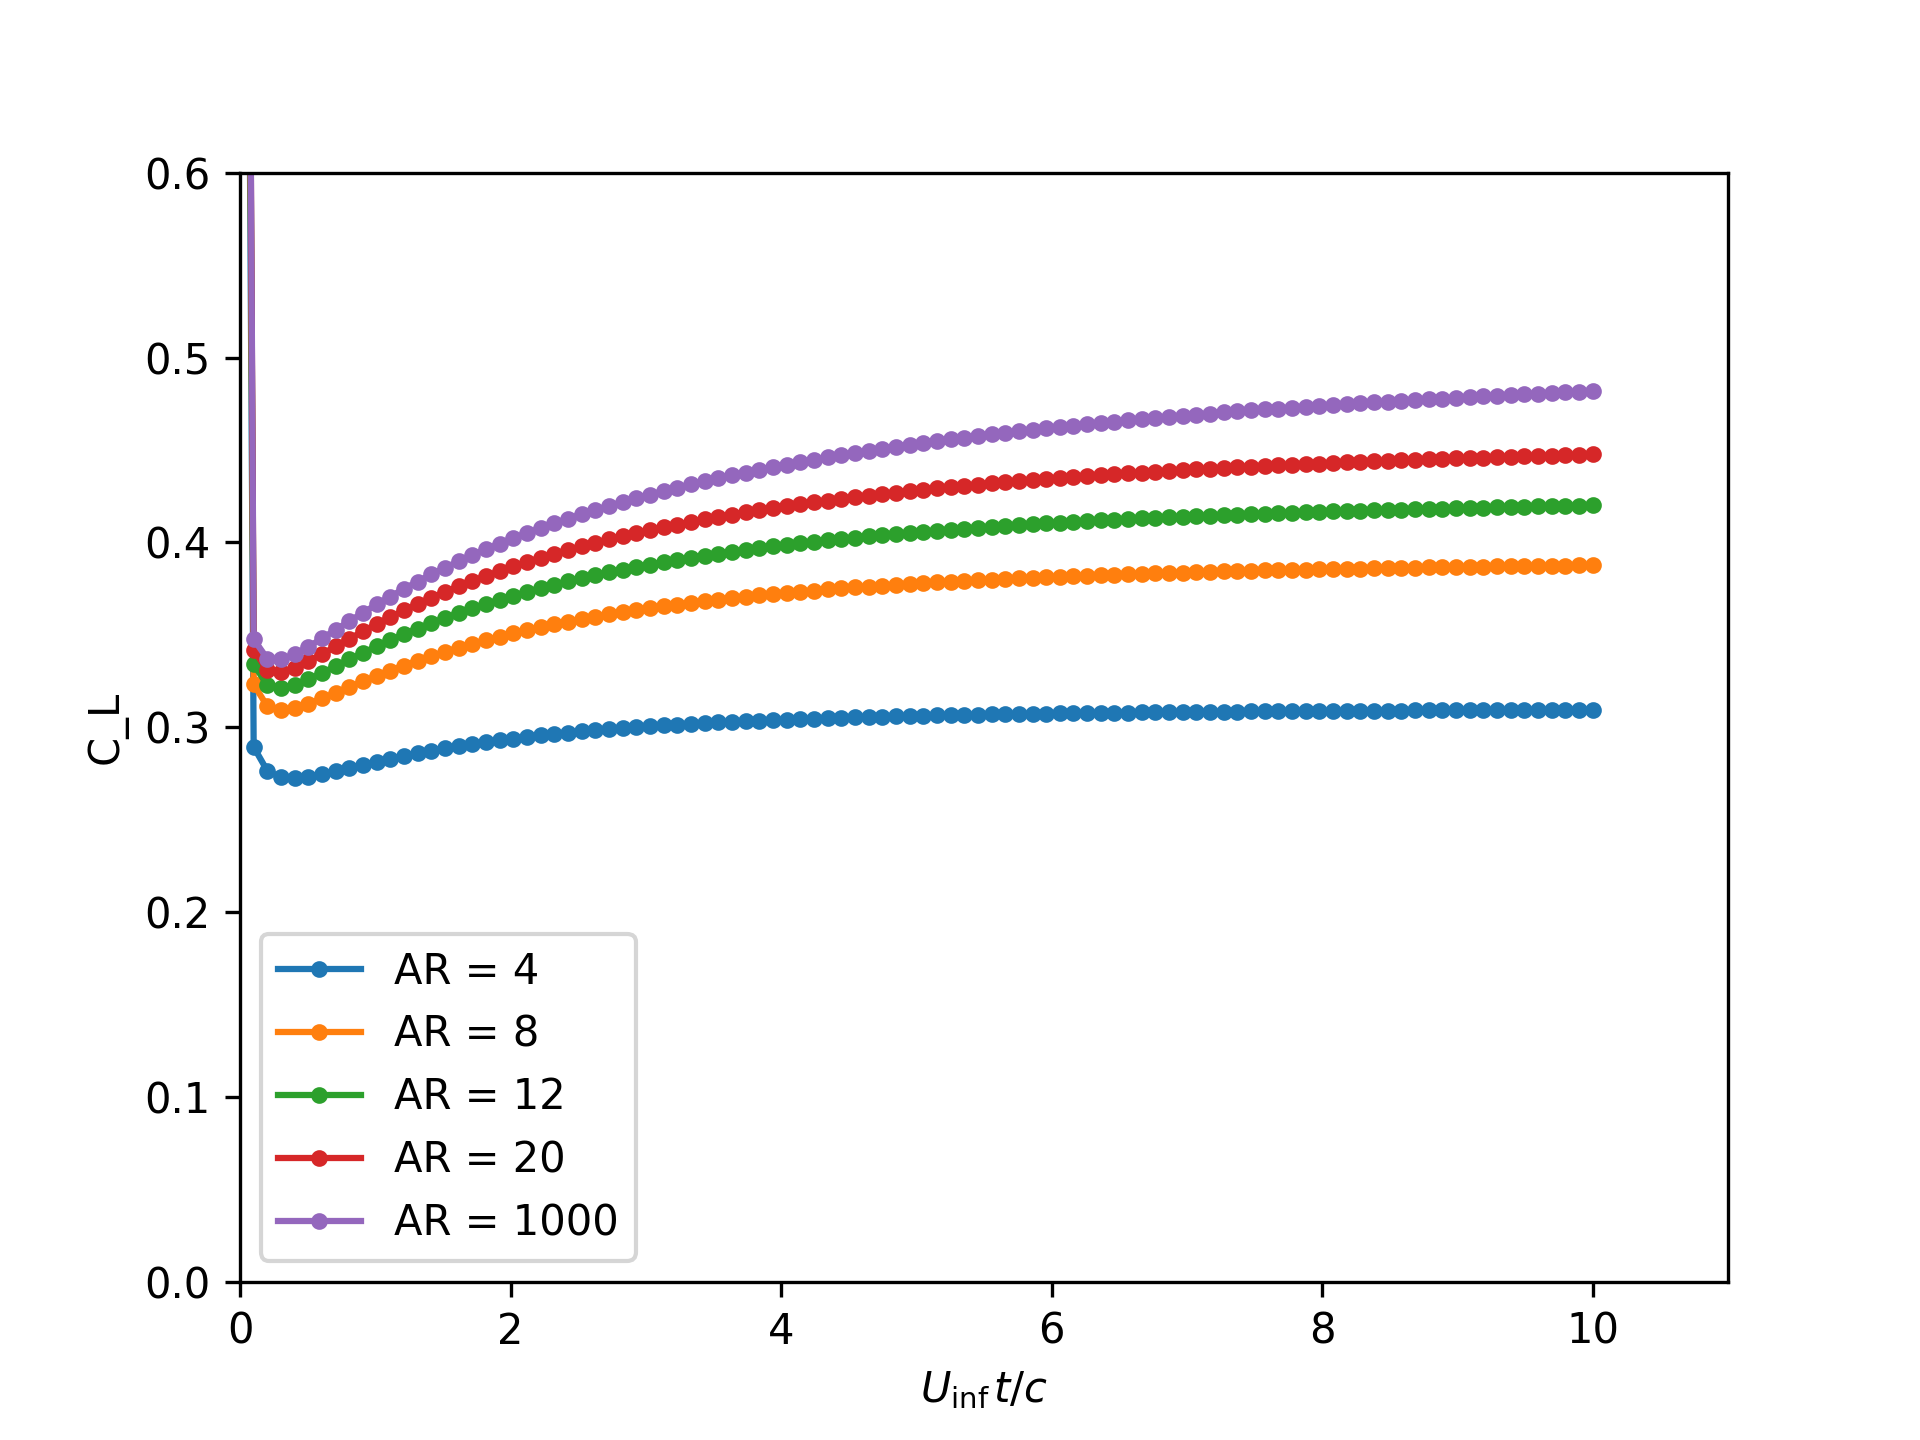 0.6
0.5
0.4
0.3
0.2
0.1
0.0
C_L
AR = 4
AR = 8
AR = 12
AR = 20
AR = 1000
0 2 4 6 8 10
U_inf t/c